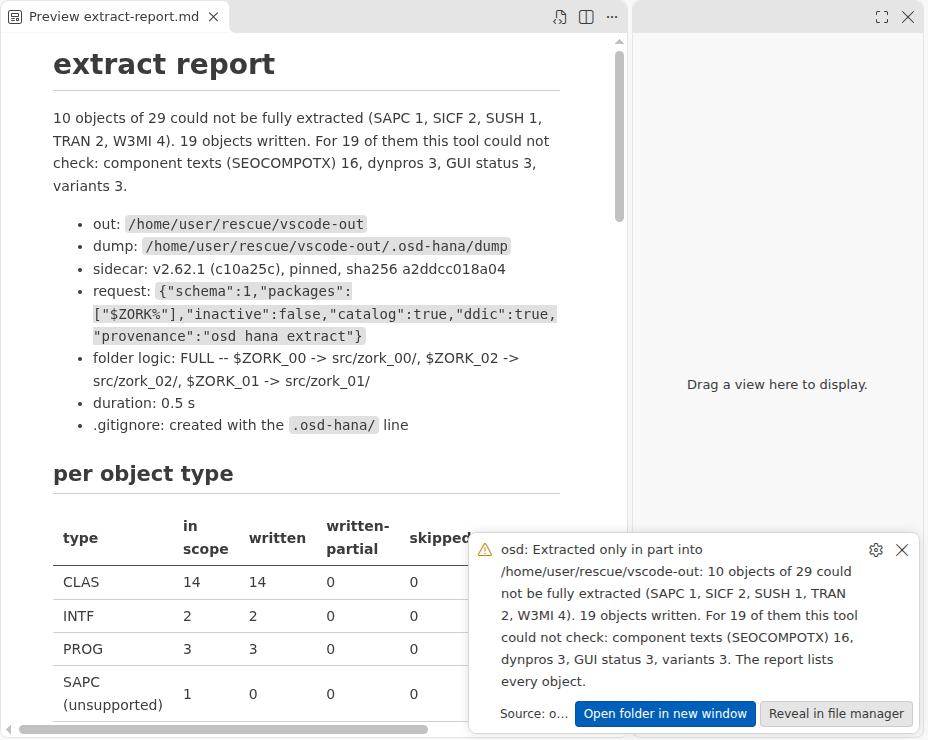 Preview extract-report.md
extract report
10 objects of 29 could not be fully extracted (SAPC 1, SICF 2, SUSH 1,
TRAN 2, W3MI 4). 19 objects written. For 19 of them this tool could not
check: component texts (SEOCOMPOTX) 16, dynpros 3, GUI status 3,
variants 3.
• out: /home/user/rescue/vscode-out
• dump: /home/user/rescue/vscode-out/.osd-hana/dump
• sidecar: v2.62.1 (c10a25c), pinned, sha256 a2ddcc018a04
• request: {"schema":1,"packages":
["$ZORK%"],"inactive":false,"catalog":true,"ddic":true,
"provenance":"osd hana extract"}
• folder logic: FULL -- $ZORK_00 -> src/zork_00/, $ZORK_02 ->
src/zork_02/, $ZORK_01 -> src/zork_01/
• duration: 0.5 s
• .gitignore: created with the .osd-hana/ line
per object type
type in scope written written-partial skipped
CLAS 14 14 0 0
INTF 2 2 0 0
PROG 3 3 0 0
SAPC (unsupported) 1 0 0 0
Drag a view here to display.
osd: Extracted only in part into
/home/user/rescue/vscode-out: 10 objects of 29 could
not be fully extracted (SAPC 1, SICF 2, SUSH 1, TRAN
2, W3MI 4). 19 objects written. For 19 of them this tool
could not check: component texts (SEOCOMPOTX) 16,
dynpros 3, GUI status 3, variants 3. The report lists
every object.
Source: o...
Open folder in new window
Reveal in file manager